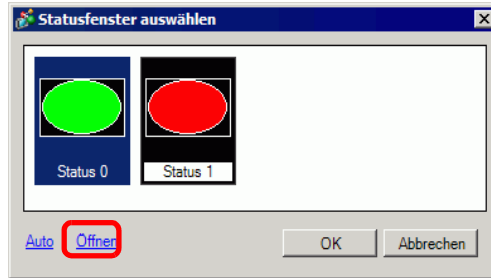 Statusfenster auswählen
Status 0
Status 1
Auto
Öffnen
OK
Abbrechen